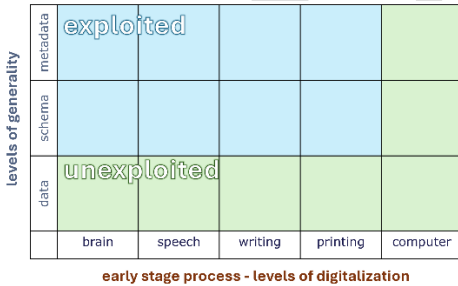 exploited
metadata
schema
unexploited
data
levels of generality
brain speech writing printing computer
early stage process - levels of digitalization